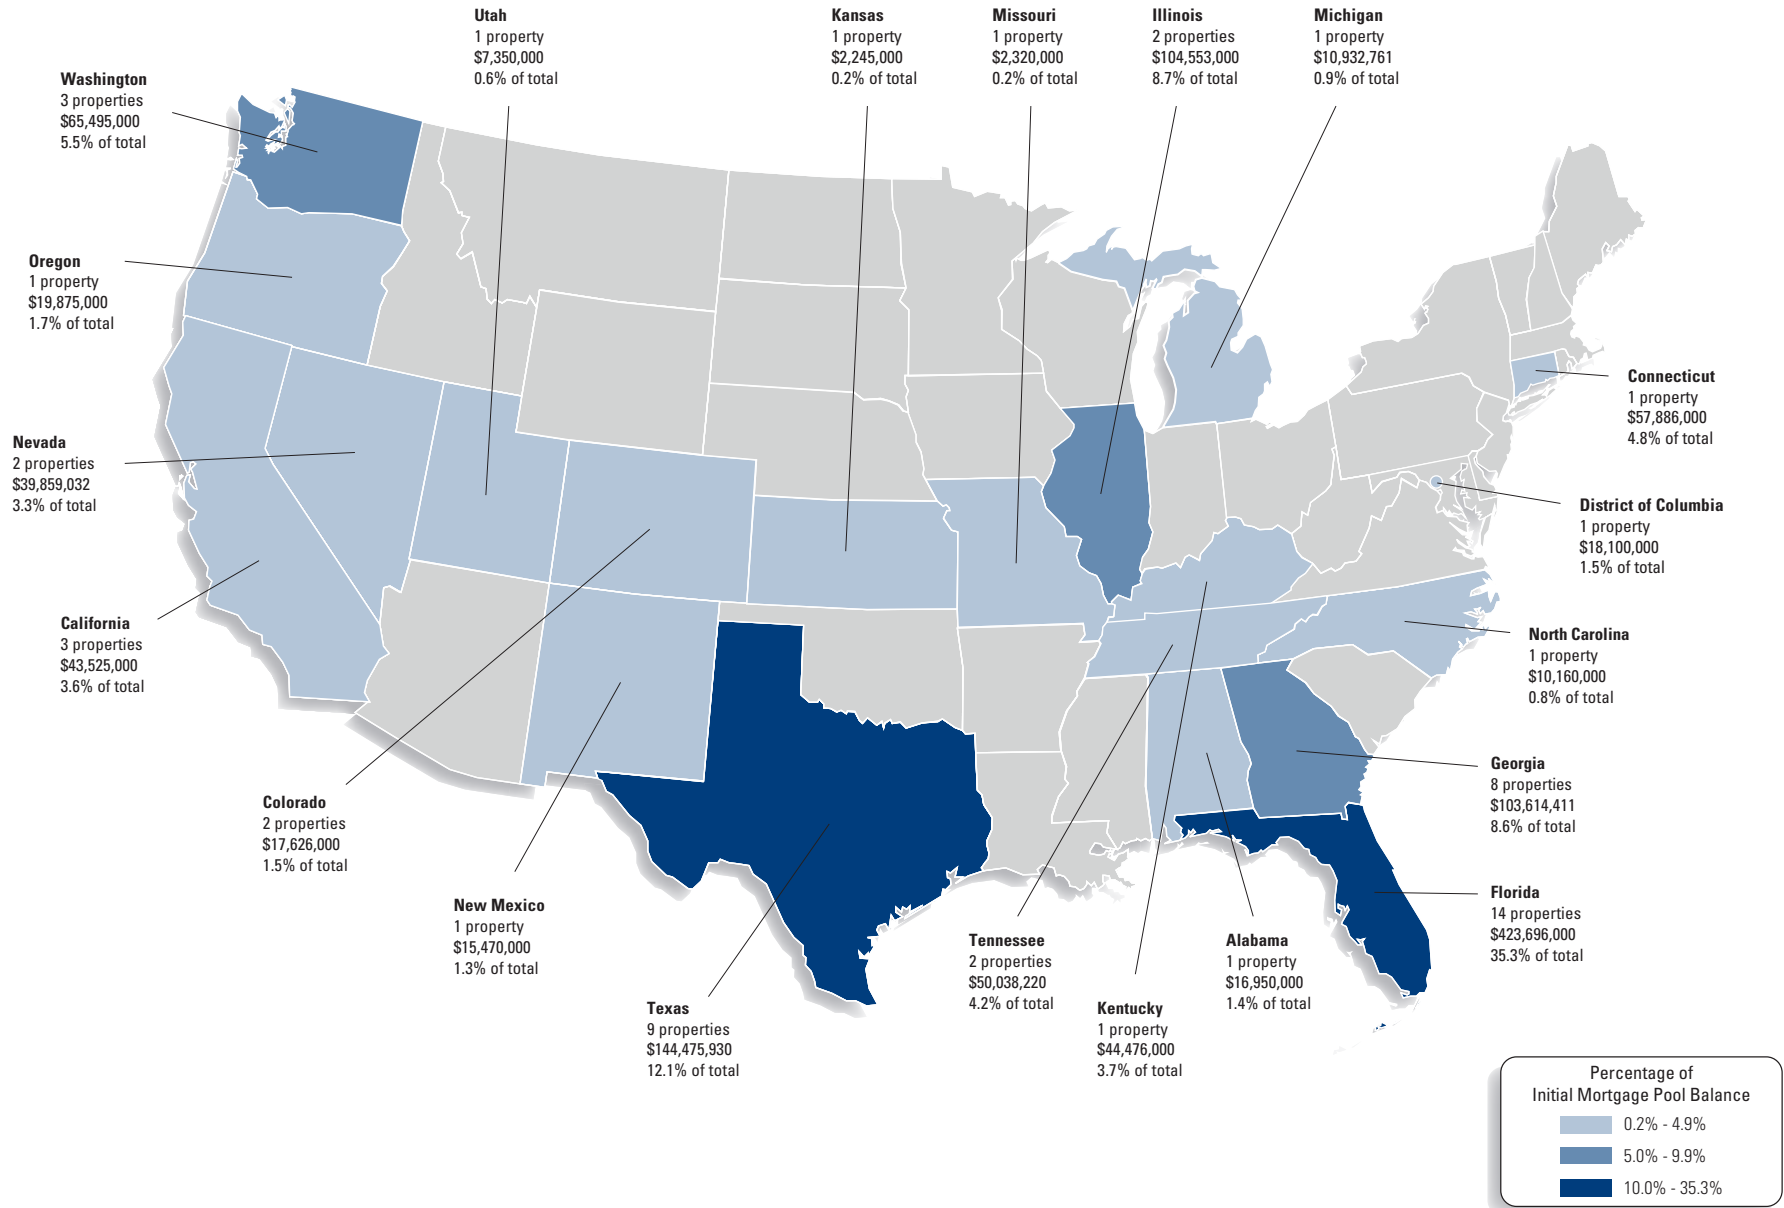 Utah
1 property
$7,350,000
0.6% of total
Kansas
1 property
$2,245,000
0.2% of total
Missouri
1 property
$2,320,000
0.2% of total
Illinois
2 properties
$104,553,000
8.7% of total
Michigan
1 property
$10,932,761
0.9% of total
Washington
3 properties
$65,495,000
5.5% of total
Oregon
1 property
$19,875,000
1.7% of total
Connecticut
1 property
$57,886,000
4.8% of total
Nevada
2 properties
$39,859,032
3.3% of total
District of Columbia
1 property
$18,100,000
1.5% of total
California
3 properties
$43,525,000
3.6% of total
North Carolina
1 property
$10,160,000
0.8% of total
Georgia
8 properties
$103,614,411
8.6% of total
Colorado
2 properties
$17,626,000
1.5% of total
Florida
14 properties
$423,696,000
35.3% of total
New Mexico
1 property
$15,470,000
1.3% of total
Tennessee
2 properties
$50,038,220
4.2% of total
Alabama
1 property
$16,950,000
1.4% of total
Texas
9 properties
$144,475,930
12.1% of total
Kentucky
1 property
$44,476,000
3.7% of total
Percentage of
Initial Mortgage Pool Balance
0.2% - 4.9%
5.0% - 9.9%
10.0% - 35.3%